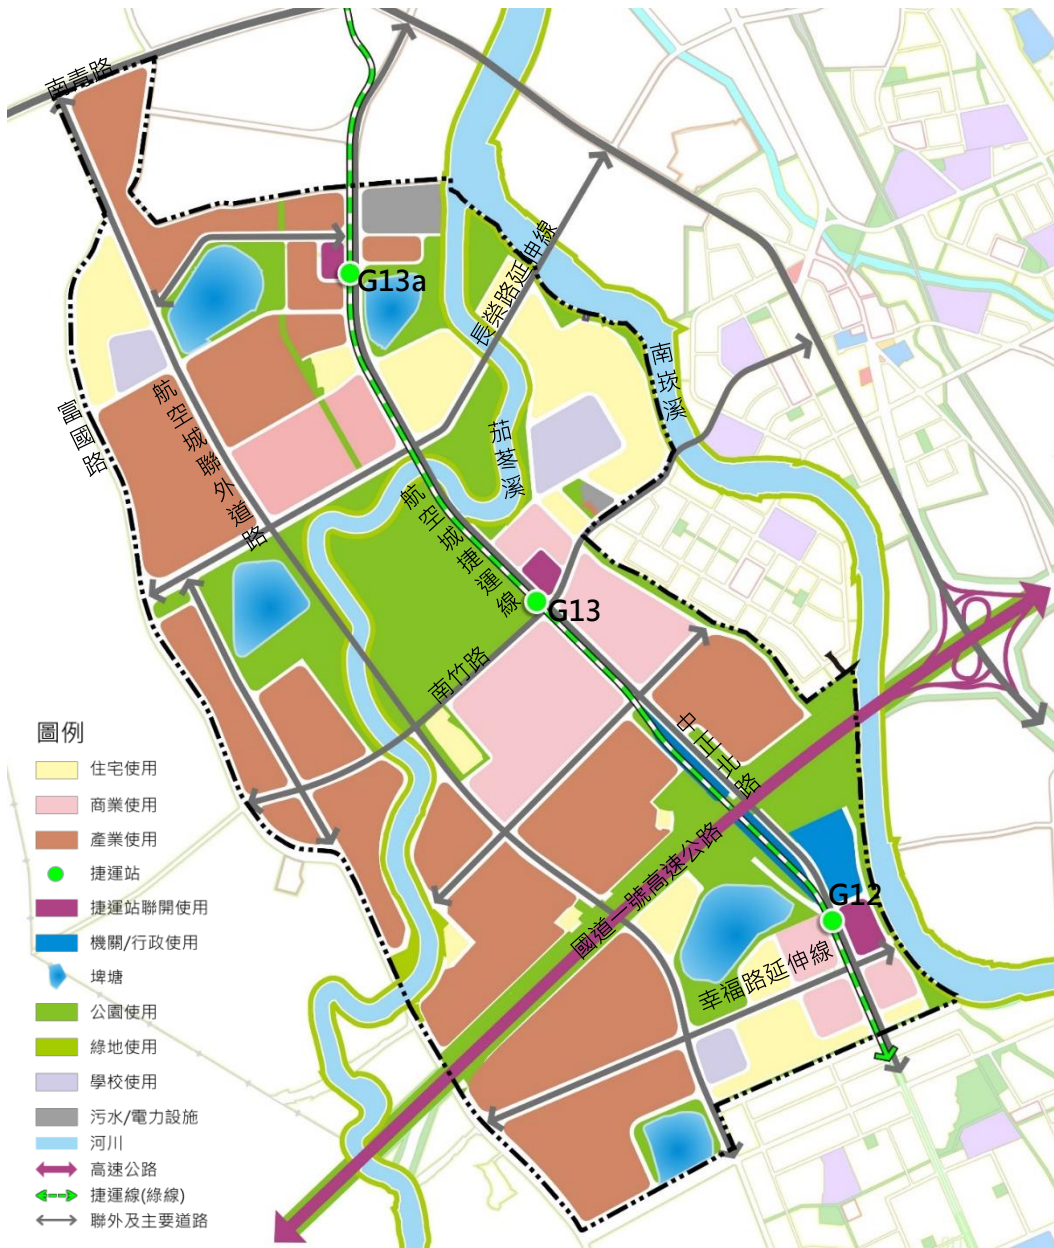 南青路
長榮路延伸線
G13a
南崁溪
富國路
航空城聯外道路
茄苳溪
航空城捷運線
G13
南竹路
中正北路
國道一號高速公路
G12
幸福路延伸線
圖例
住宅使用
商業使用
產業使用
捷運站
捷運站聯開使用
機關/行政使用
埤塘
公園使用
綠地使用
學校使用
污水/電力設施
河川
高速公路
捷運線(綠線)
聯外及主要道路